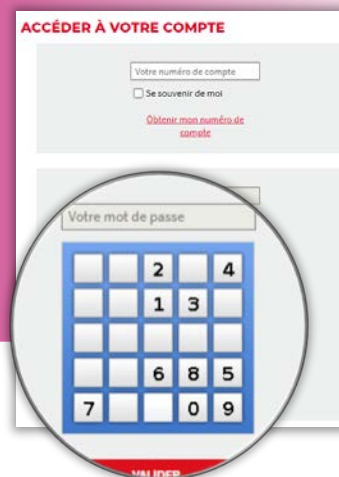 ACCÉDER À VOTRE COMPTE
Votre numéro de compte
Se souvenir de moi
Obtenir mon numéro de
compte
Votre mot de passe
2 4
1 3
6 8 5
7 0 9
VALIDER